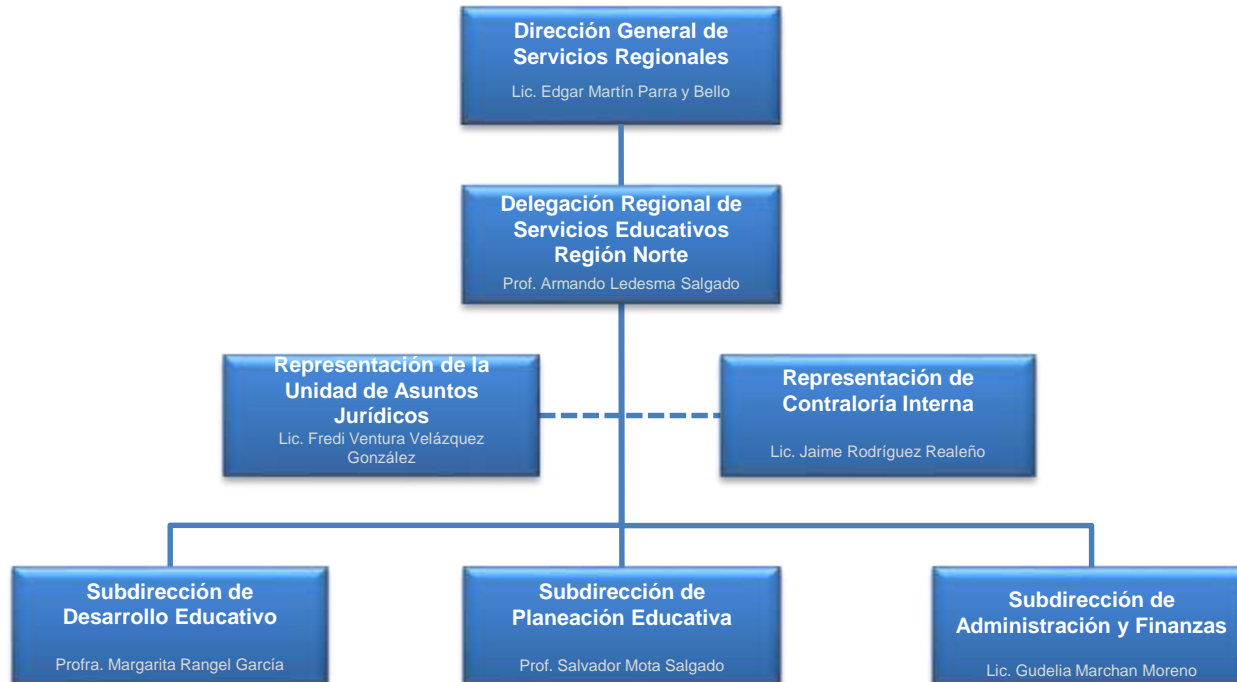 Dirección General de
Servicios Regionales
Lic. Edgar Martín Parra y Bello
Delegación Regional de
Servicios Educativos
Región Norte
Prof. Armando Ledesma Salgado
Representación de la
Unidad de Asuntos
Jurídicos
Lic. Fredi Ventura Velázquez
González
Representación de
Contraloría Interna
Lic. Jaime Rodríguez Realeño
Subdirección de
Desarrollo Educativo
Profra. Margarita Rangel García
Subdirección de
Planeación Educativa
Prof. Salvador Mota Salgado
Subdirección de
Administración y Finanzas
Lic. Gudelia Marchan Moreno